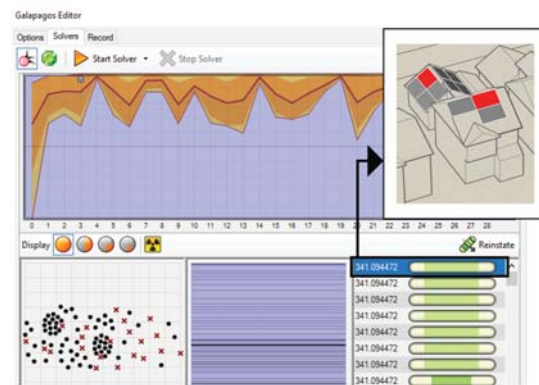 Galapagos Editor
Options Solvers Record
Start Solver Stop Solver
0 1 2 3 4 5 6 7 8 9 10 11 12 13 14 15 16 17 18 19 20 21 22 23 24 25 26 27 28
Display Reinstate
341.094472
341.094472
341.094472
341.094472
341.094472
341.094472
341.094472
341.094472